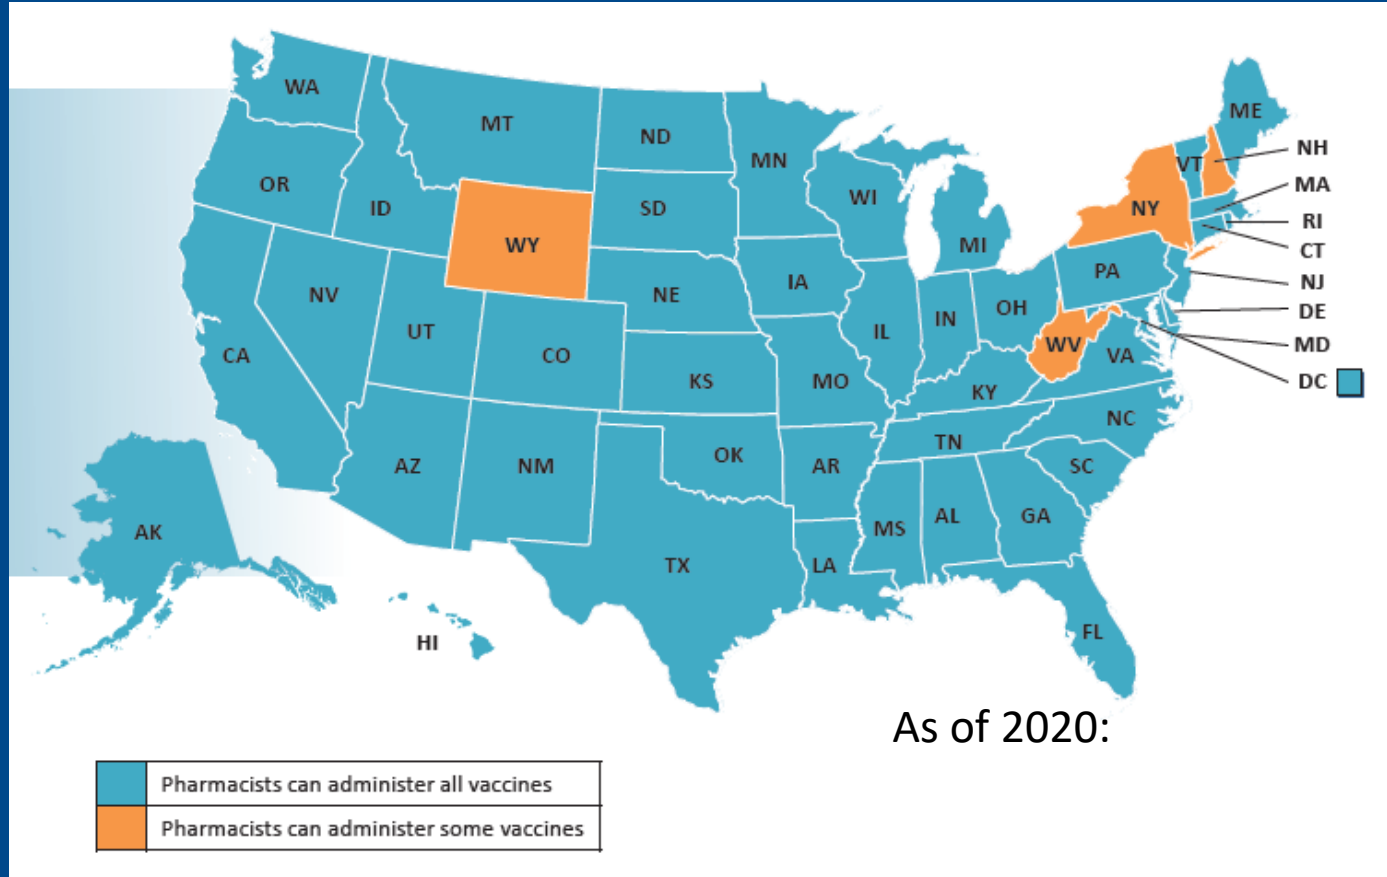 WA
MT
ND
MN
ME
OR
ID
SD
WI
VT
NH
MA
WY
NY
RI
MI
CT
NV
NE
IA
PA
NJ
UT
CO
IL
IN
OH
DE
CA
KS
MO
WV
VA
MD
KY
DC
AZ
NM
OK
AR
TN
NC
SC
AK
TX
LA
MS
AL
GA
HI
FL
As of 2020:
Pharmacists can administer all vaccines
Pharmacists can administer some vaccines